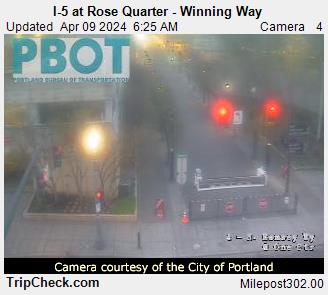 I-5 at Rose Quarter - Winning Way
Updated Apr 09 2024 6:25 AM Camera 4
PBOT
PORTLAND BUREAU OF TRANSPORTATION
Camera courtesy of the City of Portland
TripCheck.com Milepost302.00